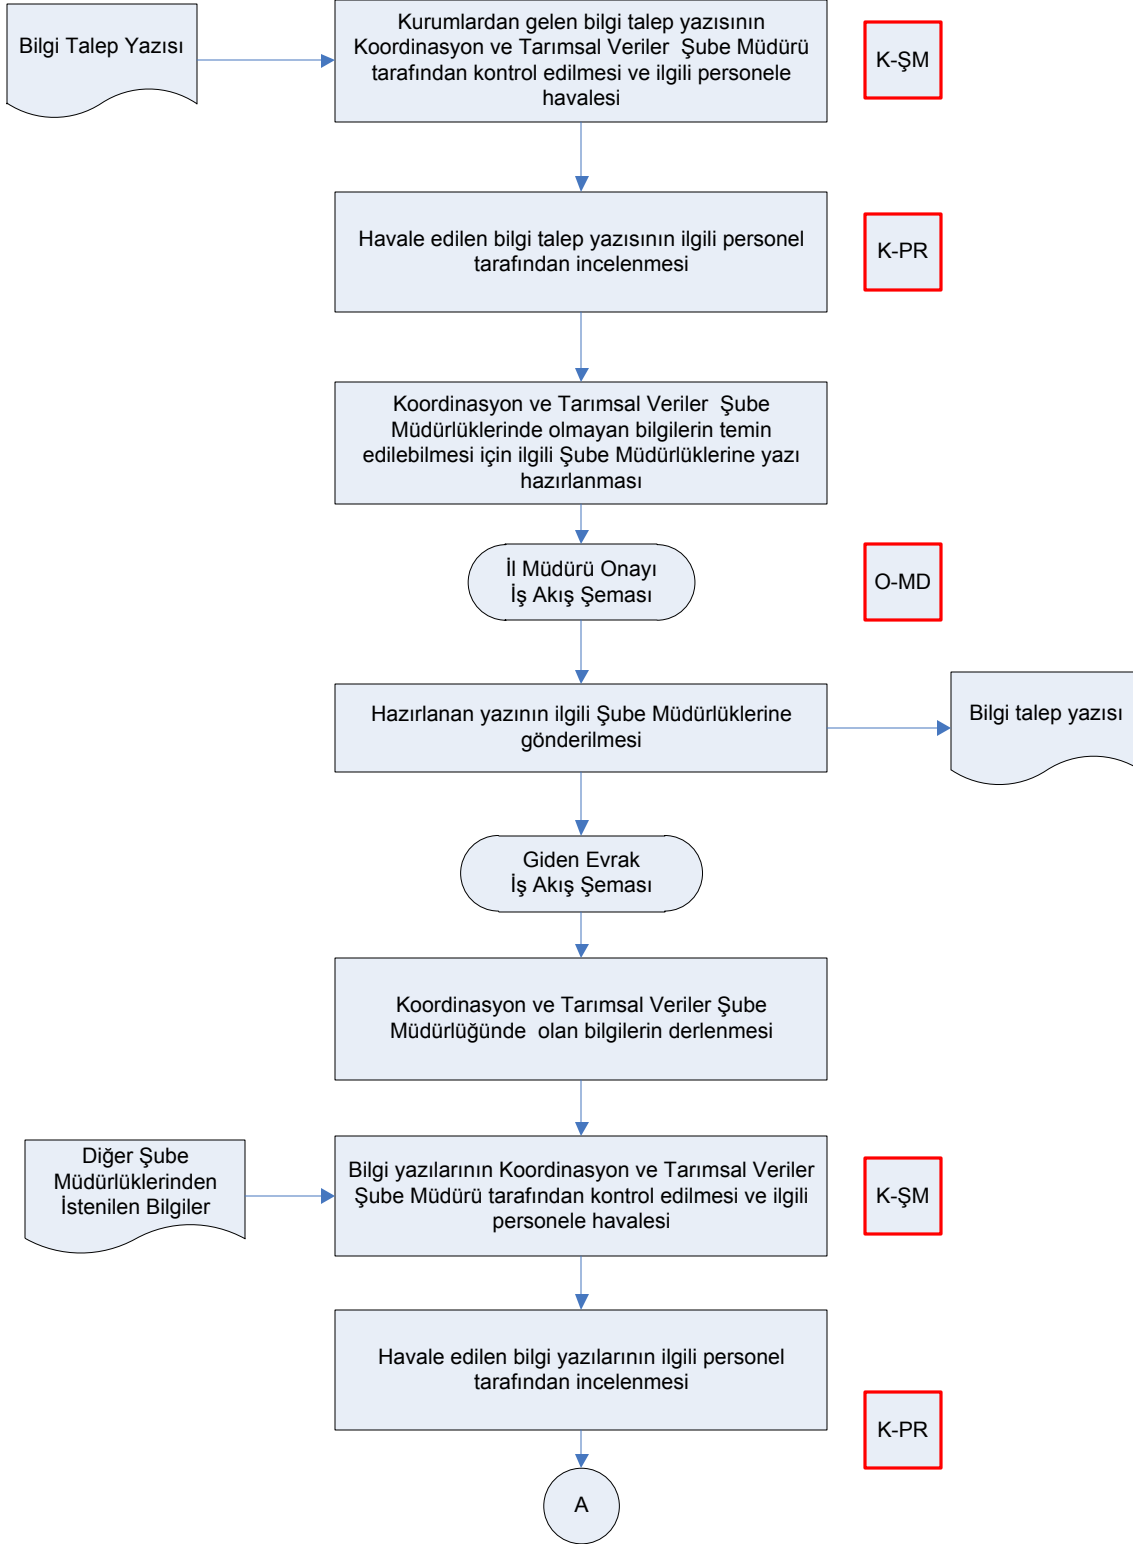 Bilgi Talep Yazısı
Kurumlardan gelen bilgi talep yazısının
Koordinasyon ve Tarımsal Veriler Şube Müdürü
tarafından kontrol edilmesi ve ilgili personele
havalesi
K-ŞM
Havale edilen bilgi talep yazısının ilgili personel
tarafından incelenmesi
K-PR
Koordinasyon ve Tarımsal Veriler Şube
Müdürlüklerinde olmayan bilgilerin temin
edilebilmesi için ilgili Şube Müdürlüklerine yazı
hazırlanması
İl Müdürü Onayı
İş Akış Şeması
O-MD
Hazırlanan yazının ilgili Şube Müdürlüklerine
gönderilmesi
Bilgi talep yazısı
Giden Evrak
İş Akış Şeması
Koordinasyon ve Tarımsal Veriler Şube
Müdürlüğünde olan bilgilerin derlenmesi
Diğer Şube
Müdürlüklerinden
İstenilen Bilgiler
Bilgi yazılarının Koordinasyon ve Tarımsal Veriler
Şube Müdürü tarafından kontrol edilmesi ve ilgili
personele havalesi
K-ŞM
Havale edilen bilgi yazılarının ilgili personel
tarafından incelenmesi
K-PR
A